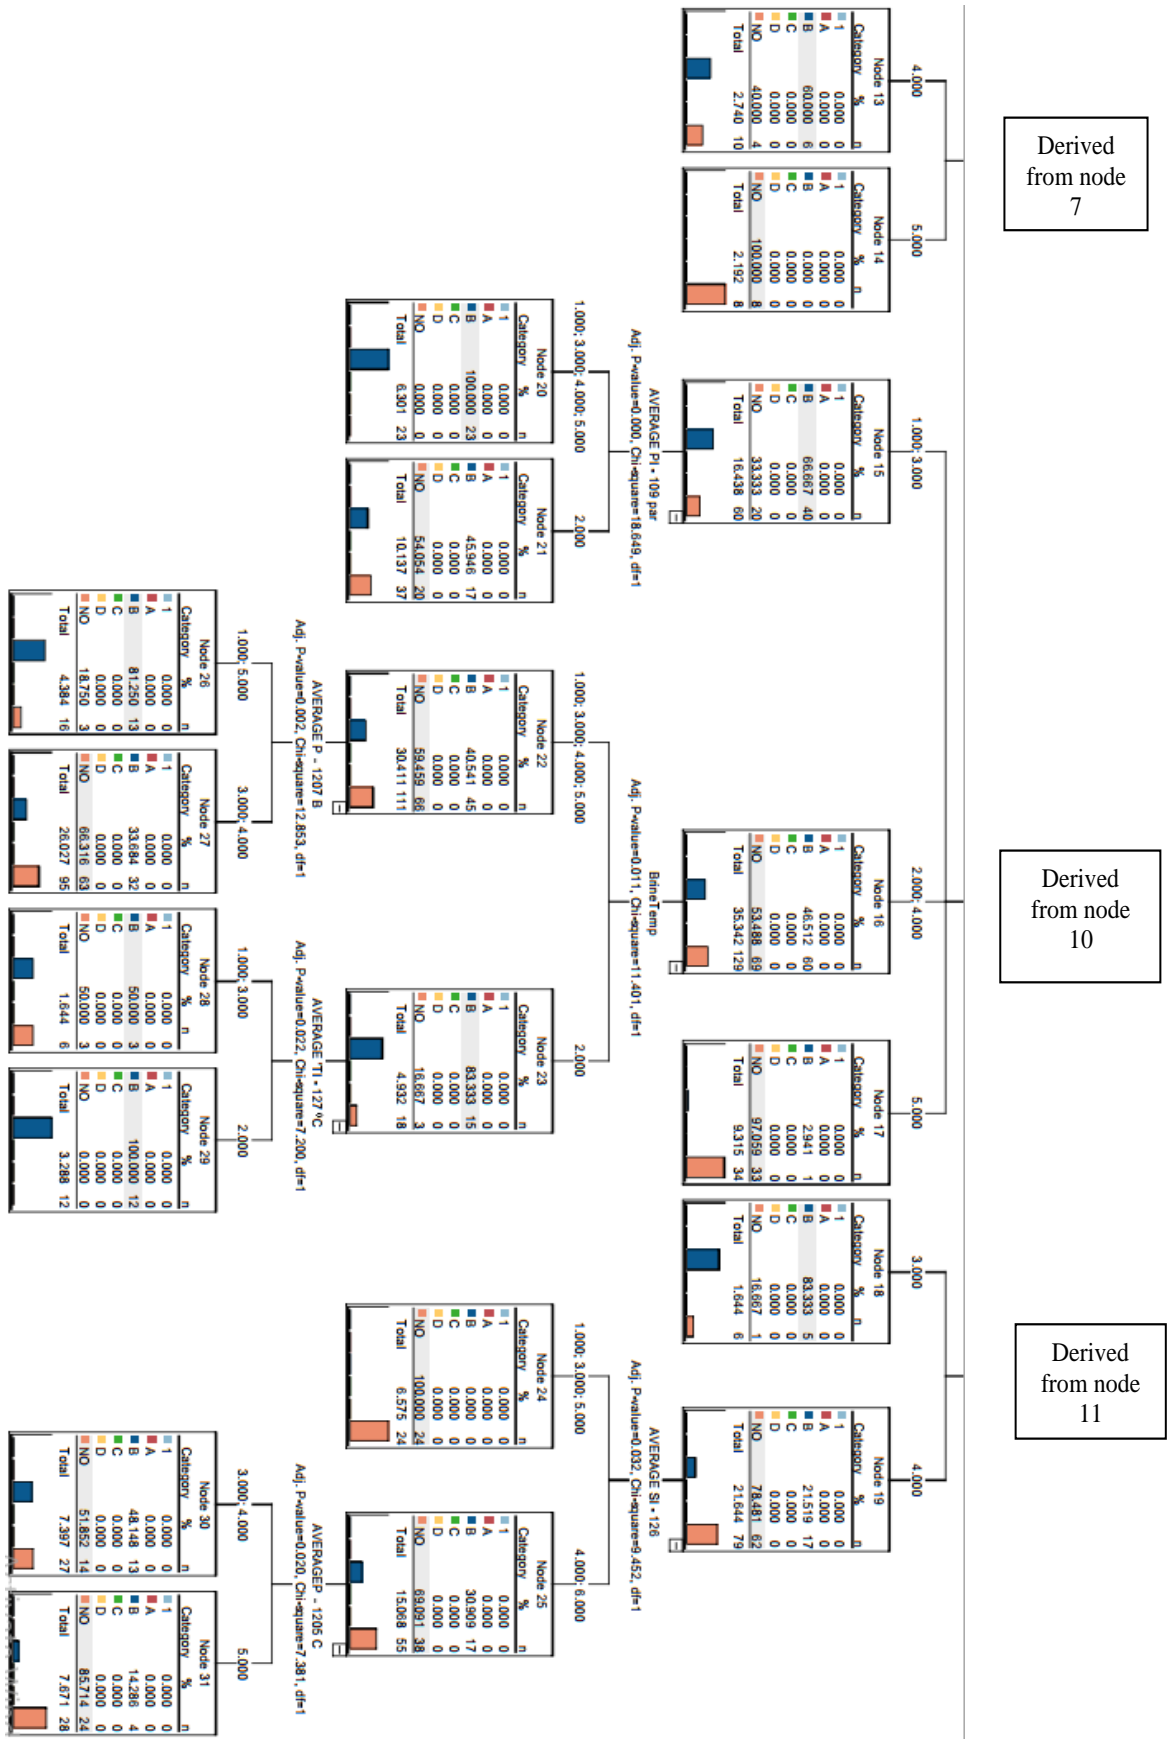 Derived
from node
7
Derived
from node
10
Derived
from node
11
4.000
5.000
1.000; 3.000
2.000; 4.000
5.000
3.000
4.000
Node 13
Category % n
1 0.000 0
A 0.000 0
B 60.000 6
C 0.000 0
D 0.000 0
NO 40.000 4
Total 2.740 10
Node 14
Category % n
1 0.000 0
A 0.000 0
B 0.000 0
C 0.000 0
D 0.000 0
NO 100.000 8
Total 2.192 8
Node 15
Category % n
1 0.000 0
A 0.000 0
B 66.667 40
C 0.000 0
D 0.000 0
NO 33.333 20
Total 16.438 60
Node 16
Category % n
1 0.000 0
A 0.000 0
B 46.512 60
C 0.000 0
D 0.000 0
NO 53.488 69
Total 35.342 129
Node 17
Category % n
1 0.000 0
A 0.000 0
B 2.941 1
C 0.000 0
D 0.000 0
NO 97.059 33
Total 9.315 34
Node 18
Category % n
1 0.000 0
A 0.000 0
B 83.333 5
C 0.000 0
D 0.000 0
NO 16.667 1
Total 1.644 6
Node 19
Category % n
1 0.000 0
A 0.000 0
B 21.519 17
C 0.000 0
D 0.000 0
NO 78.481 62
Total 21.644 79
AVERAGE PI - 109 par
Adj. P-value=0.000, Chi-square=18.649, df=1
BrineTemp
Adj. P-value=0.011, Chi-square=11.401, df=1
AVERAGE SI - 126
Adj. P-value=0.032, Chi-square=9.452, df=1
1.000; 3.000; 4.000; 5.000
2.000
1.000; 3.000; 4.000; 5.000
2.000
1.000; 3.000; 5.000
4.000; 6.000
Node 20
Category % n
1 0.000 0
A 0.000 0
B 100.000 23
C 0.000 0
D 0.000 0
NO 0.000 0
Total 6.301 23
Node 21
Category % n
1 0.000 0
A 0.000 0
B 45.946 17
C 0.000 0
D 0.000 0
NO 54.054 20
Total 10.137 37
Node 22
Category % n
1 0.000 0
A 0.000 0
B 40.541 45
C 0.000 0
D 0.000 0
NO 59.459 66
Total 30.411 111
Node 23
Category % n
1 0.000 0
A 0.000 0
B 83.333 15
C 0.000 0
D 0.000 0
NO 16.667 3
Total 4.932 18
Node 24
Category % n
1 0.000 0
A 0.000 0
B 0.000 0
C 0.000 0
D 0.000 0
NO 100.000 24
Total 6.575 24
Node 25
Category % n
1 0.000 0
A 0.000 0
B 30.909 17
C 0.000 0
D 0.000 0
NO 69.091 38
Total 15.068 55
AVERAGE P - 1207 B
Adj. P-value=0.002, Chi-square=12.853, df=1
AVERAGE 'TI - 127 ºC
Adj. P-value=0.022, Chi-square=7.200, df=1
AVERAGEP - 1205 C
Adj. P-value=0.020, Chi-square=7.381, df=1
1.000; 5.000
3.000; 4.000
1.000; 3.000
2.000
3.000; 4.000
5.000
Node 26
Category % n
1 0.000 0
A 0.000 0
B 81.250 13
C 0.000 0
D 0.000 0
NO 18.750 3
Total 4.384 16
Node 27
Category % n
1 0.000 0
A 0.000 0
B 33.684 32
C 0.000 0
D 0.000 0
NO 66.316 63
Total 26.027 95
Node 28
Category % n
1 0.000 0
A 0.000 0
B 50.000 3
C 0.000 0
D 0.000 0
NO 50.000 3
Total 1.644 6
Node 29
Category % n
1 0.000 0
A 0.000 0
B 100.000 12
C 0.000 0
D 0.000 0
NO 0.000 0
Total 3.288 12
Node 30
Category % n
1 0.000 0
A 0.000 0
B 48.148 13
C 0.000 0
D 0.000 0
NO 51.852 14
Total 7.397 27
Node 31
Category % n
1 0.000 0
A 0.000 0
B 14.286 4
C 0.000 0
D 0.000 0
NO 85.714 24
Total 7.671 28